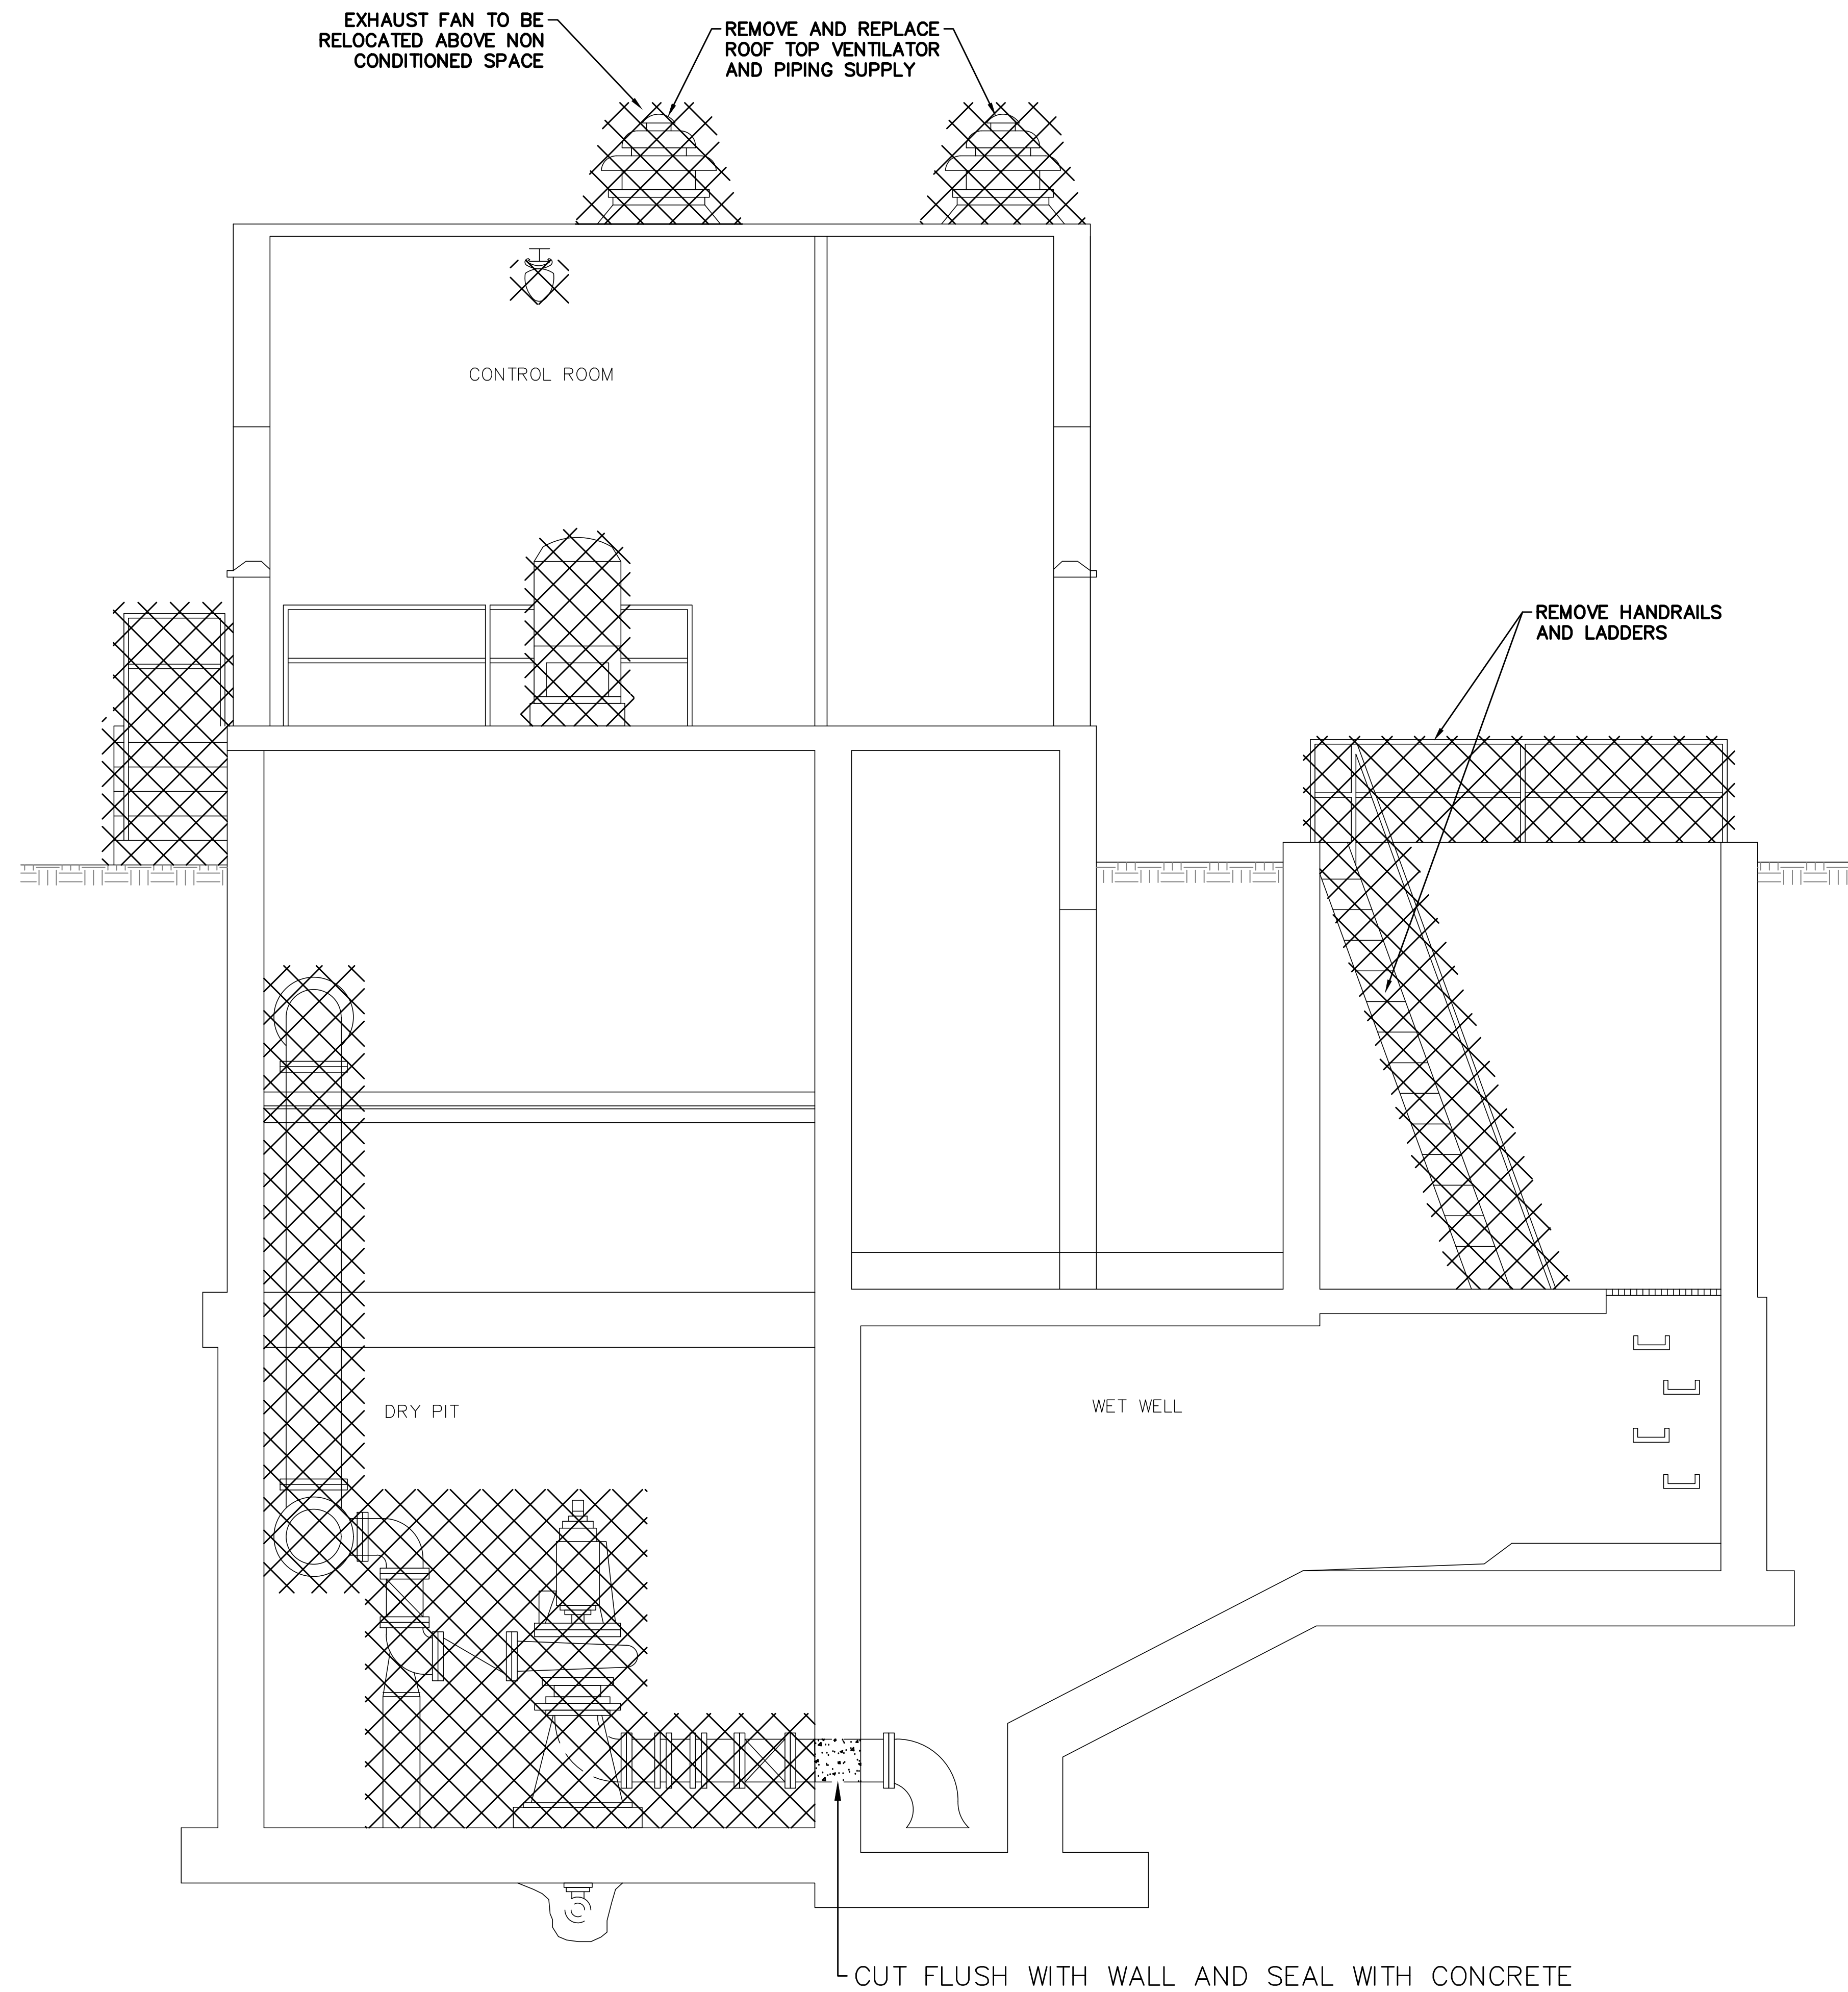 EXHAUST FAN TO BE
RELOCATED ABOVE NON
CONDITIONED SPACE
REMOVE AND REPLACE
ROOF TOP VENTILATOR
AND PIPING SUPPLY
CONTROL ROOM
REMOVE HANDRAILS
AND LADDERS
DRY PIT
WET WELL
CUT FLUSH WITH WALL AND SEAL WITH CONCRETE